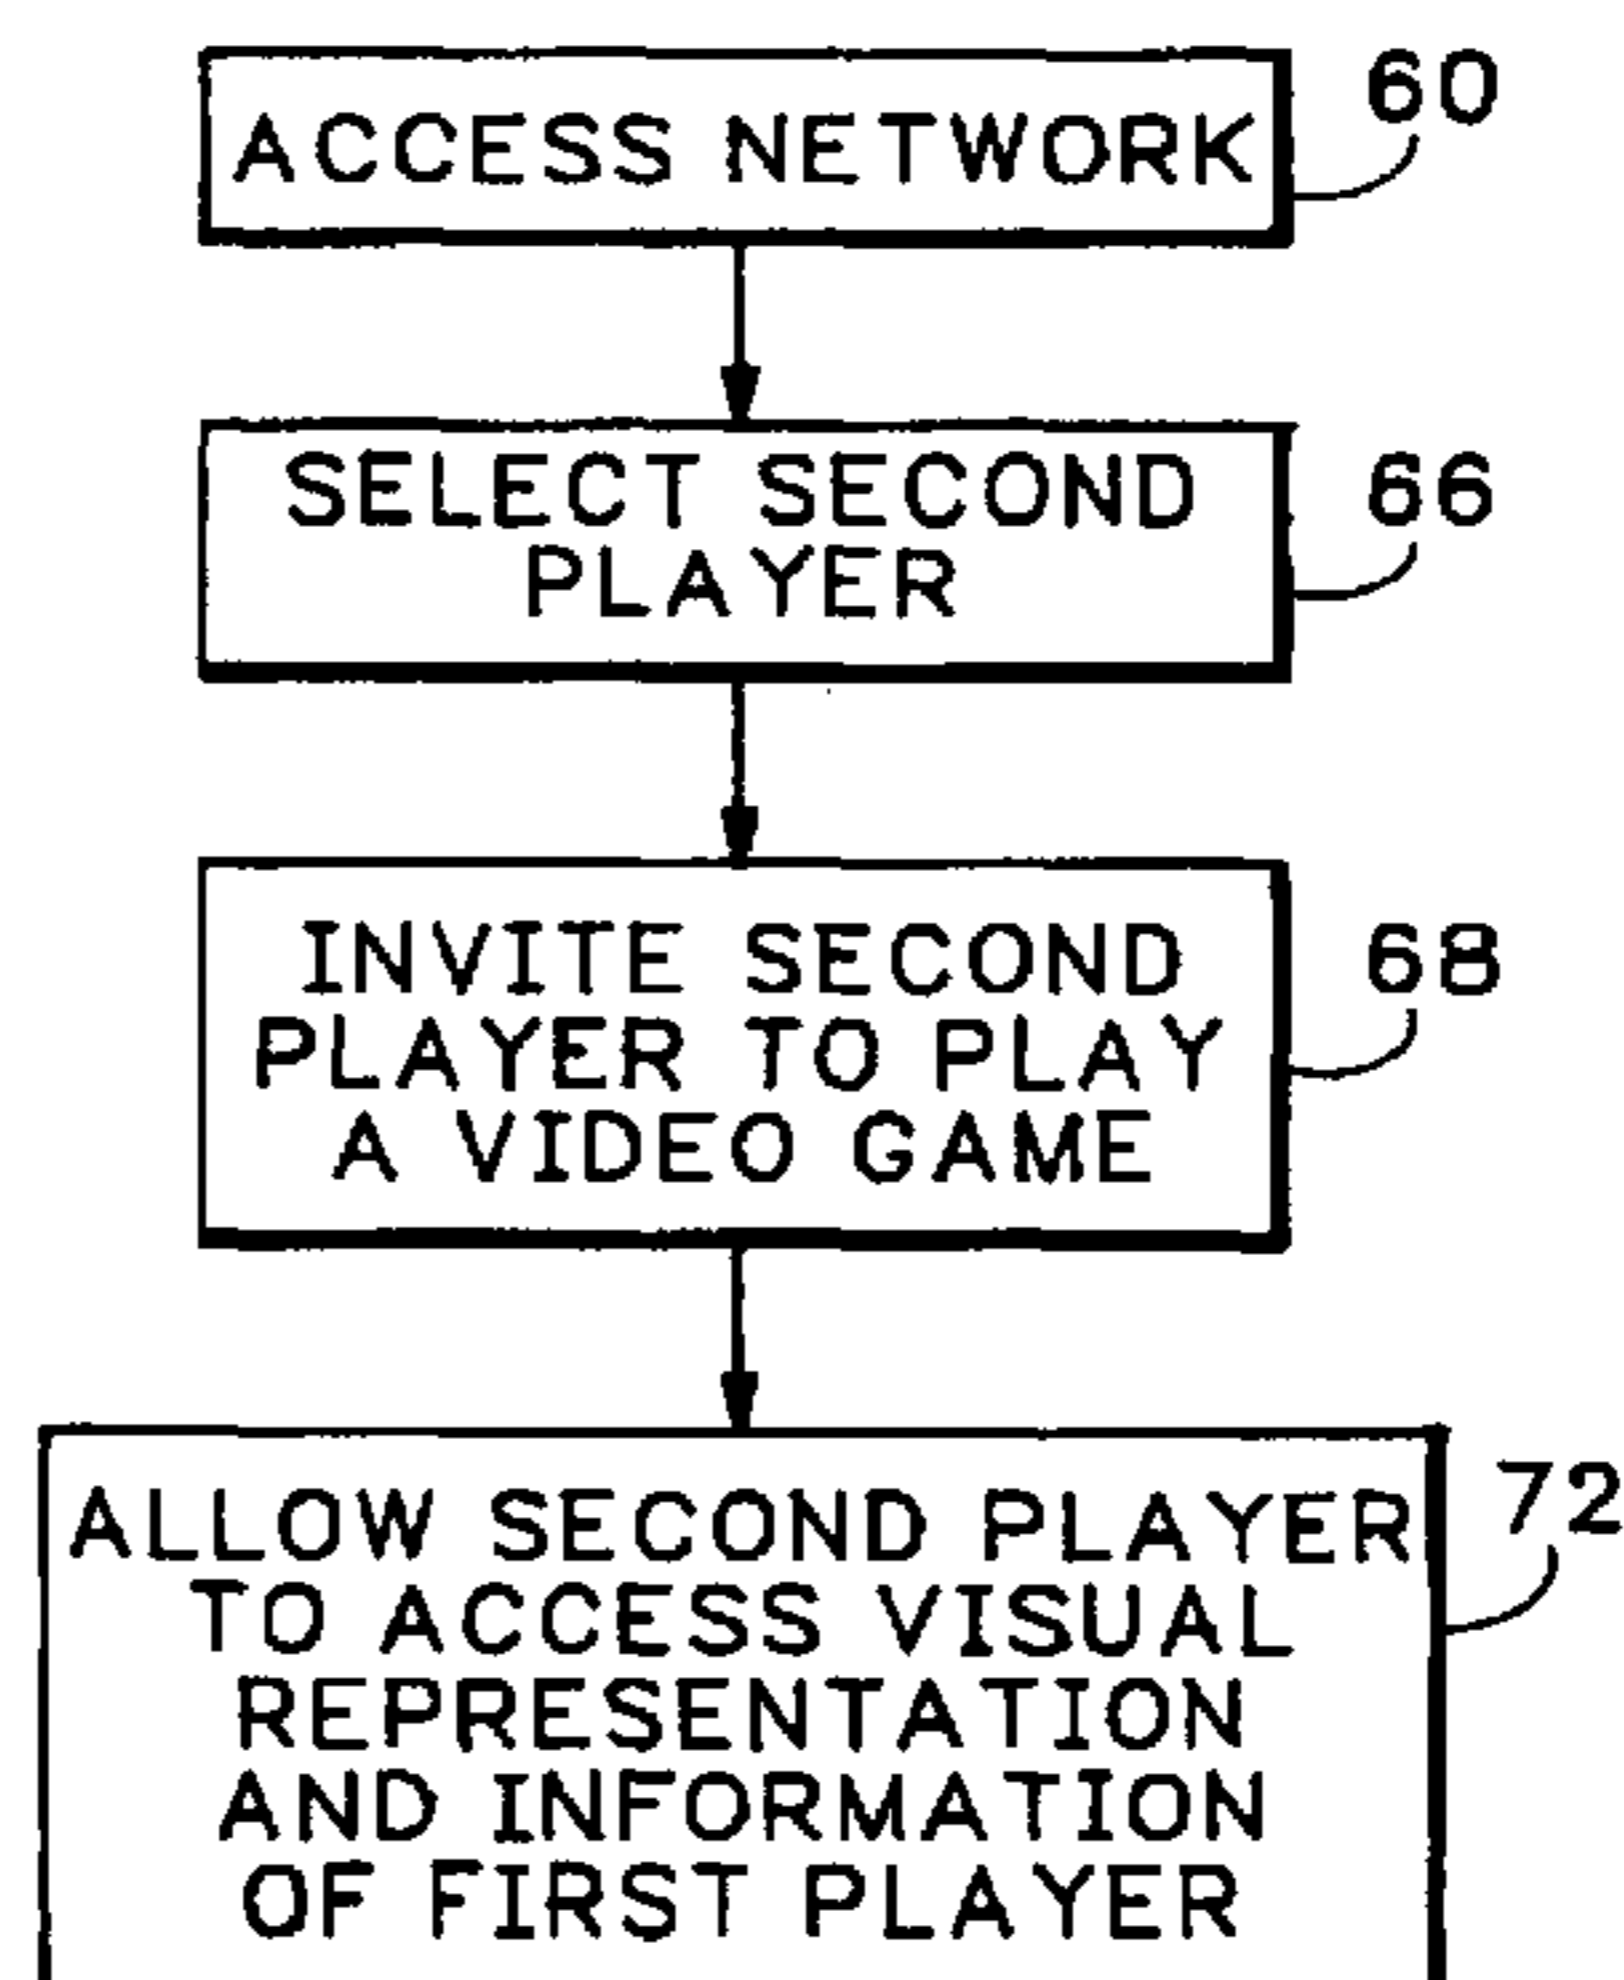 ACCESS NETWORK
60
SELECT SECOND
PLAYER
66
INVITE SECOND
PLAYER TO PLAY
A VIDEO GAME
68
ALLOW SECOND PLAYER
TO ACCESS VISUAL
REPRESENTATION
AND INFORMATION
OF FIRST PLAYER
72